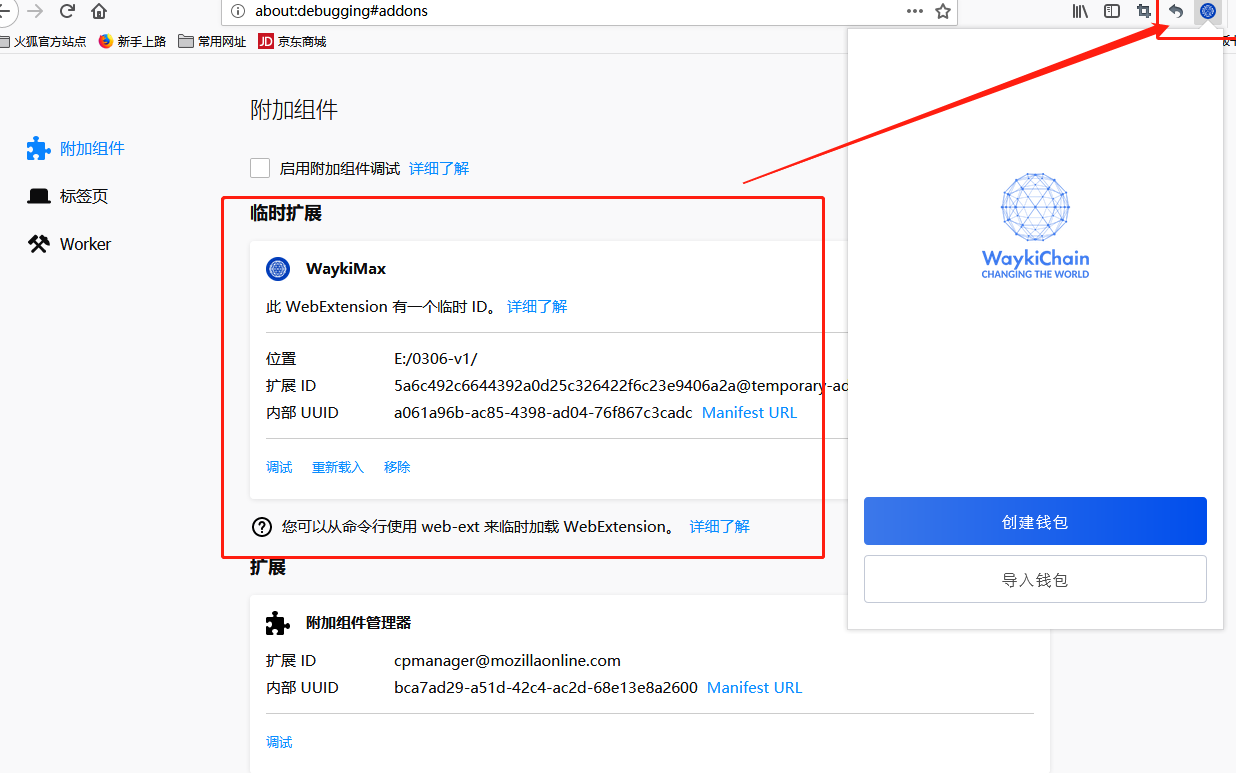 about:debugging#addons
火狐官方站点 新手上路 常用网址 JD 京东商城
附加组件
附加组件
标签页
Worker
启用附加组件调试 详细了解
临时扩展
WaykiMax
此 WebExtension 有一个临时 ID。 详细了解
位置 E:/0306-v1/
扩展 ID 5a6c492c6644392a0d25c326422f6c23e9406a2a@temporary-ad
内部 UUID a061a96b-ac85-4398-ad04-76f867c3cadc Manifest URL
调试 重新载入 移除
您可以从命令行使用 web-ext 来临时加载 WebExtension。 详细了解
扩展
附加组件管理器
扩展 ID cpmanager@mozillaonline.com
内部 UUID bca7ad29-a51d-42c4-ac2d-68e13e8a2600 Manifest URL
调试
WaykiChain
CHANGING THE WORLD
创建钱包
导入钱包